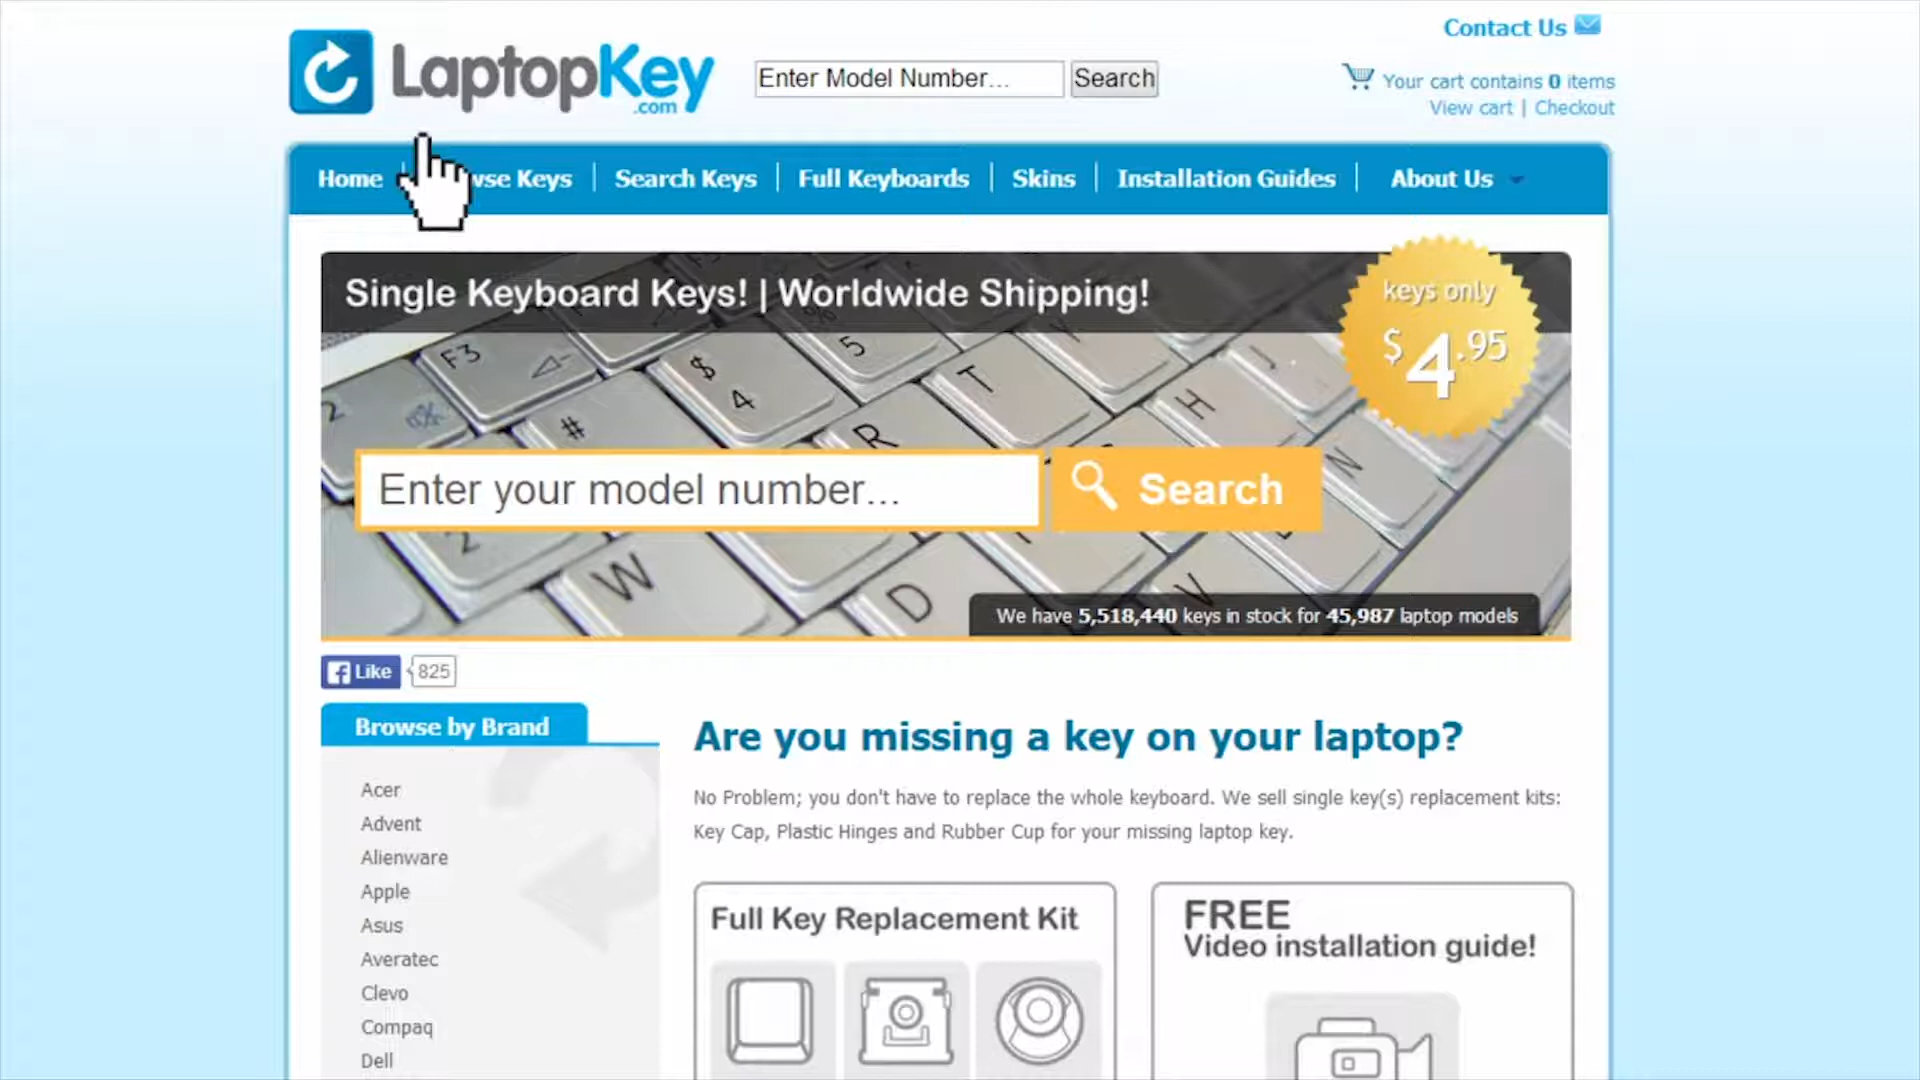 Contact Us
LaptopKey
.com
Enter Model Number...
Search
Your cart contains 0 items
View cart | Checkout
Home
wse Keys
Search Keys
Full Keyboards
Skins
Installation Guides
About Us
Single Keyboard Keys! | Worldwide Shipping!
keys only
$4.95
F3
$
4
5
T
H
2
#
R
N
Enter your model number...
Search
2
W
D
V
We have 5,518,440 keys in stock for 45,987 laptop models
Like
825
Browse by Brand
Acer
Advent
Alienware
Apple
Asus
Averatec
Clevo
Compaq
Dell
Are you missing a key on your laptop?
No Problem; you don't have to replace the whole keyboard. We sell single key(s) replacement kits:
Key Cap, Plastic Hinges and Rubber Cup for your missing laptop key.
Full Key Replacement Kit
FREE
Video installation guide!